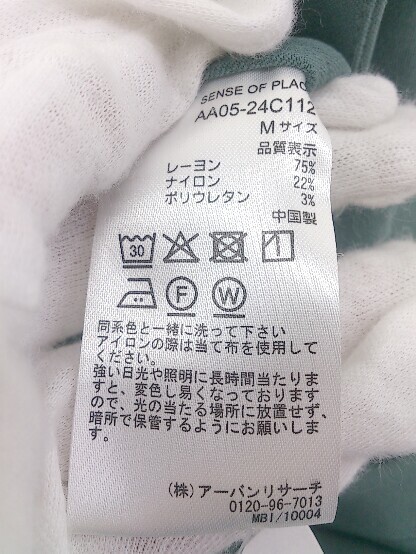 SENSE OF PLAC
AA05-24C112
Mサイズ
品質表示
レーヨン 75%
ナイロン 22%
ポリウレタン 3%
中国製
30
F W
同系色と一緒に洗って下さい
アイロンの際は当て布を使用して
ください。
強い日光や照明に長時間当たりま
すと、変色し易くなっております
ので、光の当たる場所に放置せず、
暗所で保管するようにお願いしま
す。
(株)アーバンリサーチ
0120-96-7013
MBI/10004